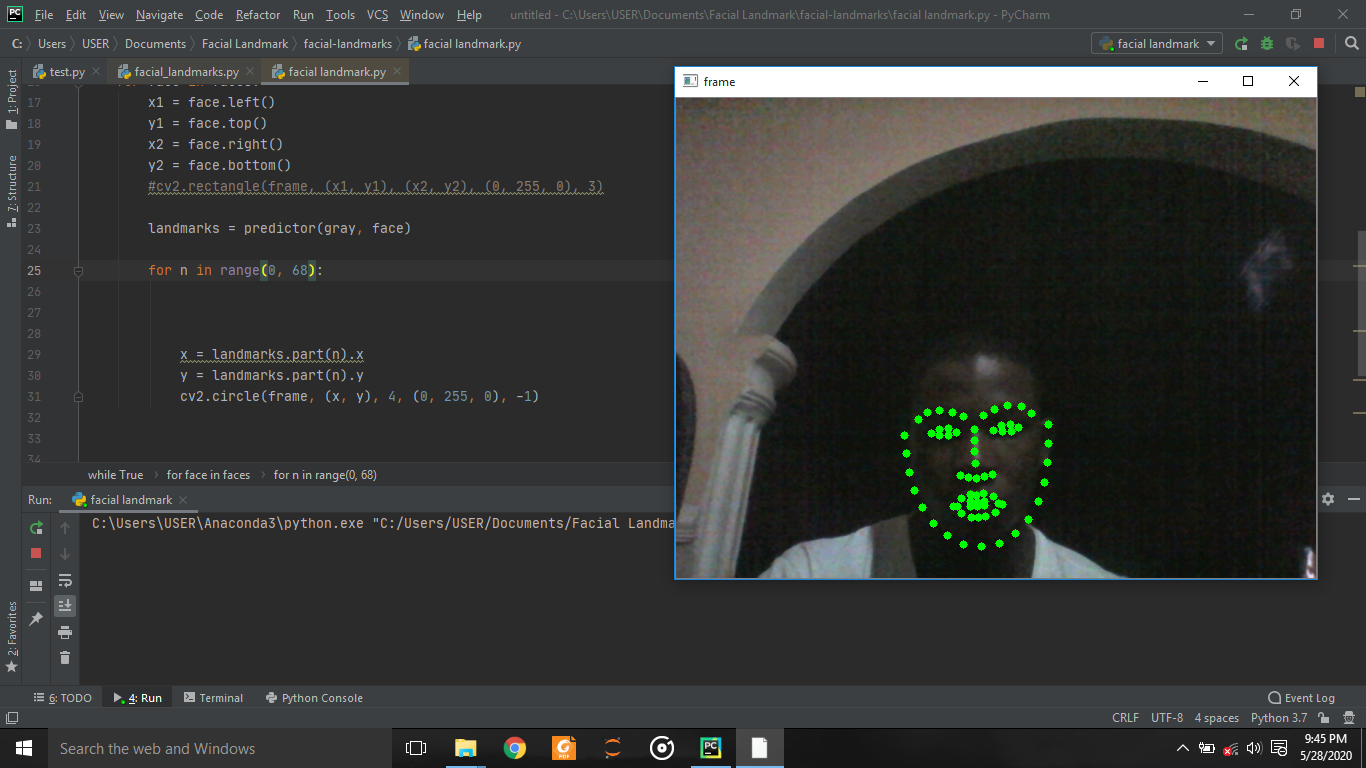 File Edit View Navigate Code Refactor Run Tools VCS Window Help untitled - C:\Users\USER\Documents\Facial Landmark\facial-landmarks\facial landmark.py - PyCharm
C: Users USER Documents Facial Landmark facial-landmarks facial landmark.py facial landmark
test.py facial_landmarks.py facial landmark.py
frame
1: Project
7: Structure
2: Favorites
17 x1 = face.left()
18 y1 = face.top()
19 x2 = face.right()
20 y2 = face.bottom()
21 #cv2.rectangle(frame, (x1, y1), (x2, y2), (0, 255, 0), 3)
22
23 landmarks = predictor(gray, face)
24
25 for n in range(0, 68):
26
27
28
29 x = landmarks.part(n).x
30 y = landmarks.part(n).y
31 cv2.circle(frame, (x, y), 4, (0, 255, 0), -1)
32
33
34
while True for face in faces for n in range(0, 68)
Run: facial landmark
C:\Users\USER\Anaconda3\python.exe "C:/Users/USER/Documents/Facial Landma
6: TODO 4: Run Terminal Python Console Event Log
CRLF UTF-8 4 spaces Python 3.7
Search the web and Windows
PDF
PC
9:45 PM
5/28/2020